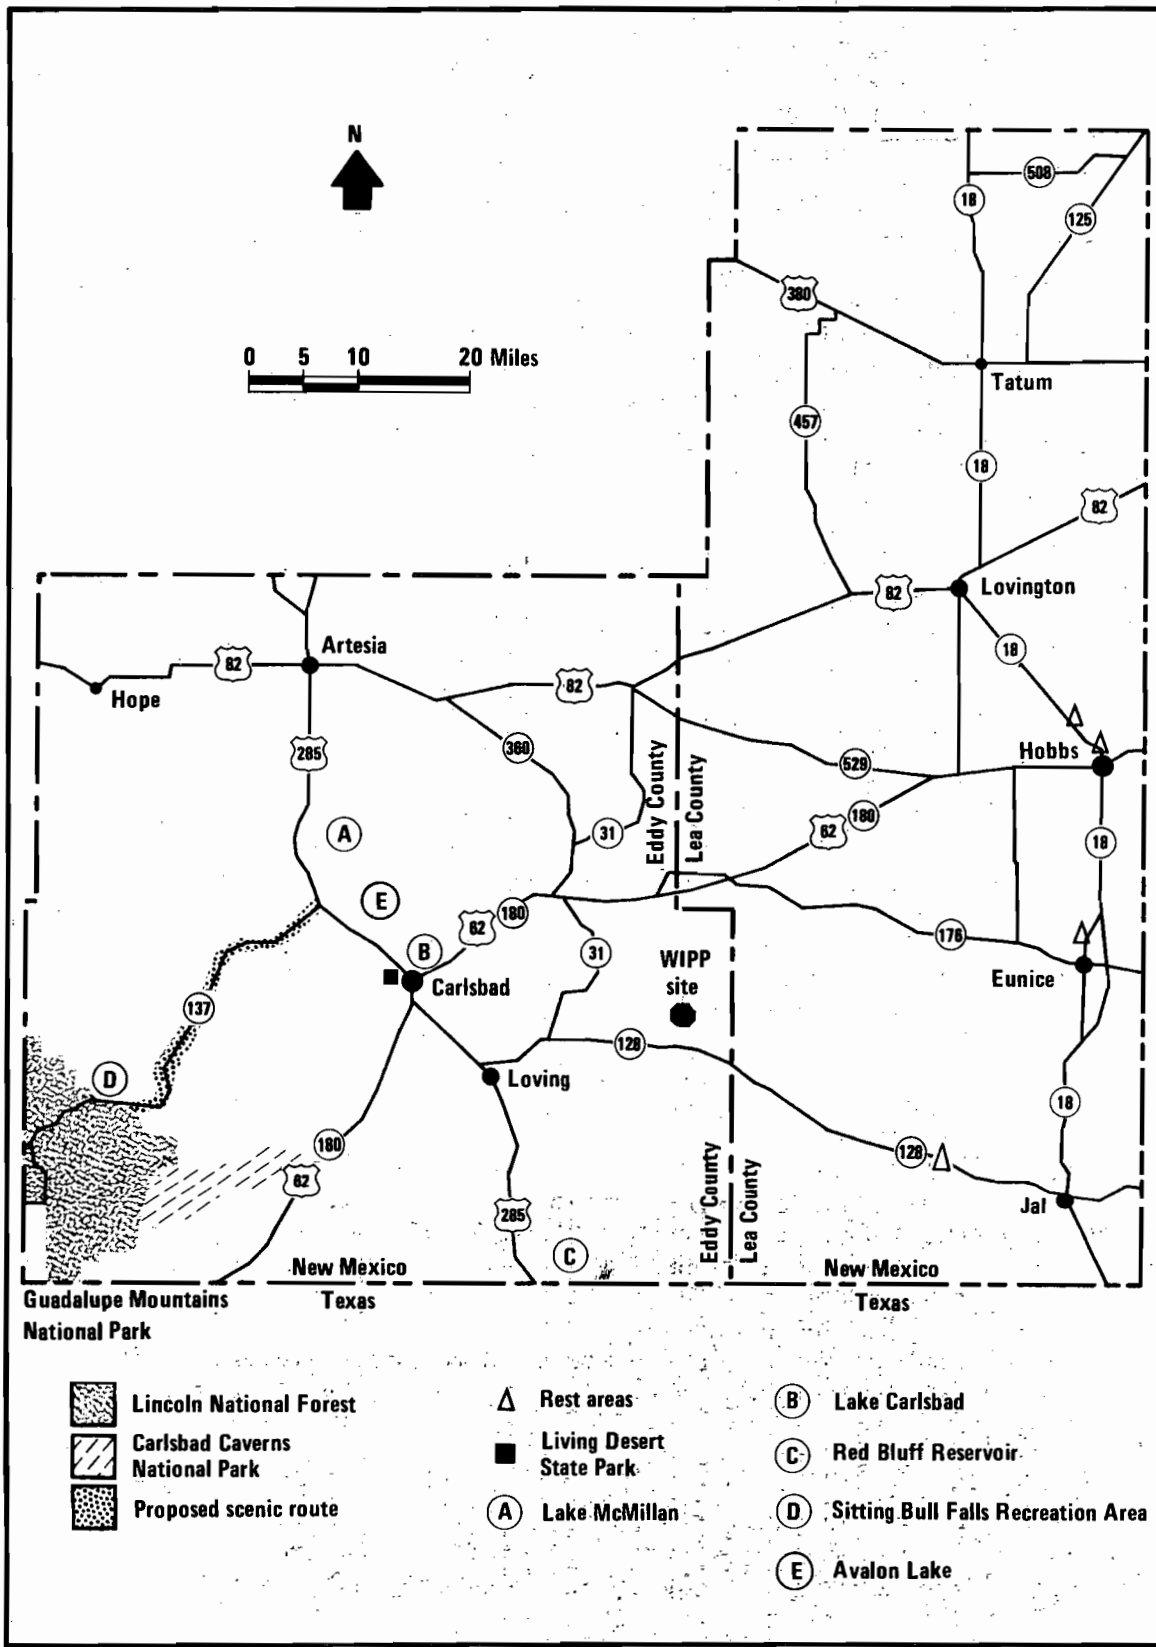 N
0 5 10 20 Miles
508
18
125
380
Tatum
457
18
82
82
Lovington
18
Artesia
82
Hope
82
285
360
Hobbs
529
180
62
31
18
Eddy County
Lea County
A
E
180
62
B
31
176
WIPP
site
Eunice
Carlsbad
137
128
D
Loving
18
180
62
128
Jal
285
C
Eddy County
Lea County
New Mexico
Texas
New Mexico
Texas
Guadalupe Mountains
National Park
Lincoln National Forest
Carlsbad Caverns
National Park
Proposed scenic route
Rest areas
Living Desert
State Park
A Lake McMillan
B Lake Carlsbad
C Red Bluff Reservoir
D Sitting Bull Falls Recreation Area
E Avalon Lake